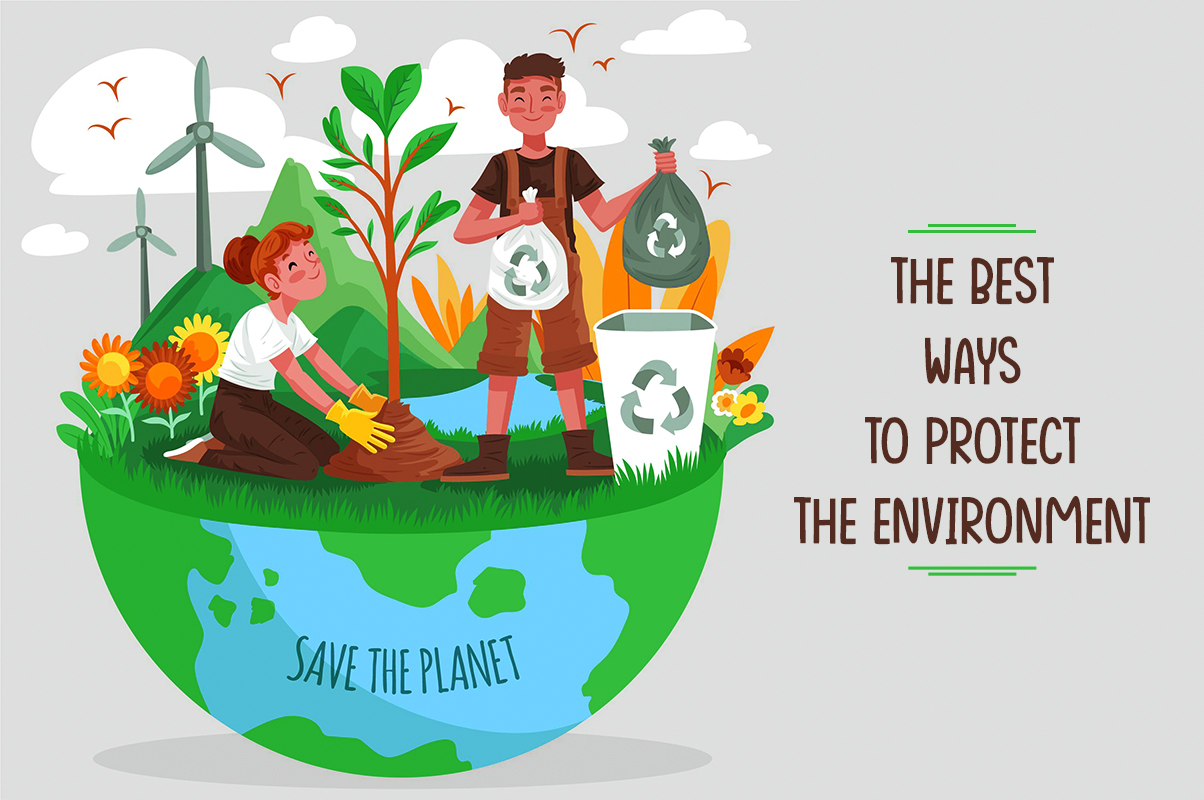 THE BEST
WAYS
TO PROTECT
THE ENVIRONMENT
SAVE THE PLANET